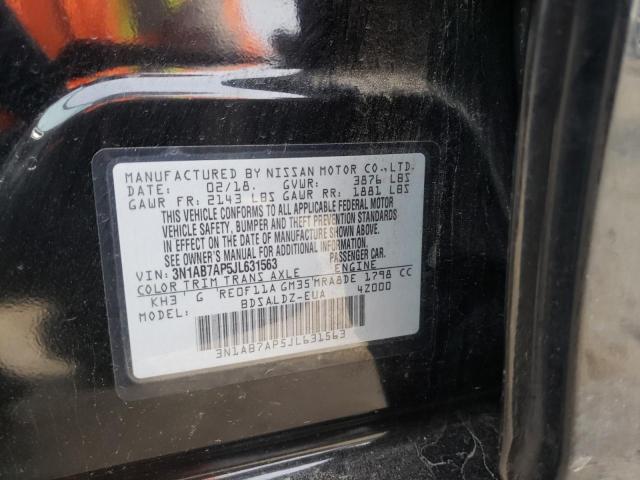 MANUFACTURED BY NISSAN MOTOR CO.,LTD.
DATE: 02/18. GVWR: 3876 LBS
GAWR FR: 2143 LBS GAWR RR: 1881 LBS
THIS VEHICLE CONFORMS TO ALL APPLICABLE FEDERAL MOTOR
VEHICLE SAFETY, BUMPER, AND THEFT PREVENTION STANDARDS
IN EFFECT ON THE DATE OF MANUFACTURE SHOWN ABOVE.
SEE OWNER'S MANUAL FOR ADDITIONAL INFORMATION.
VIN: 3N1AB7AP5JL631563 PASSENGER CAR.
COLOR TRIM TRANS AXLE ENGINE
KH3 G RE0F11A GM35 MRA8DE 1798 CC
MODEL: BDSALDZ-EUA 4Z000
3N1AB7AP5JL631563